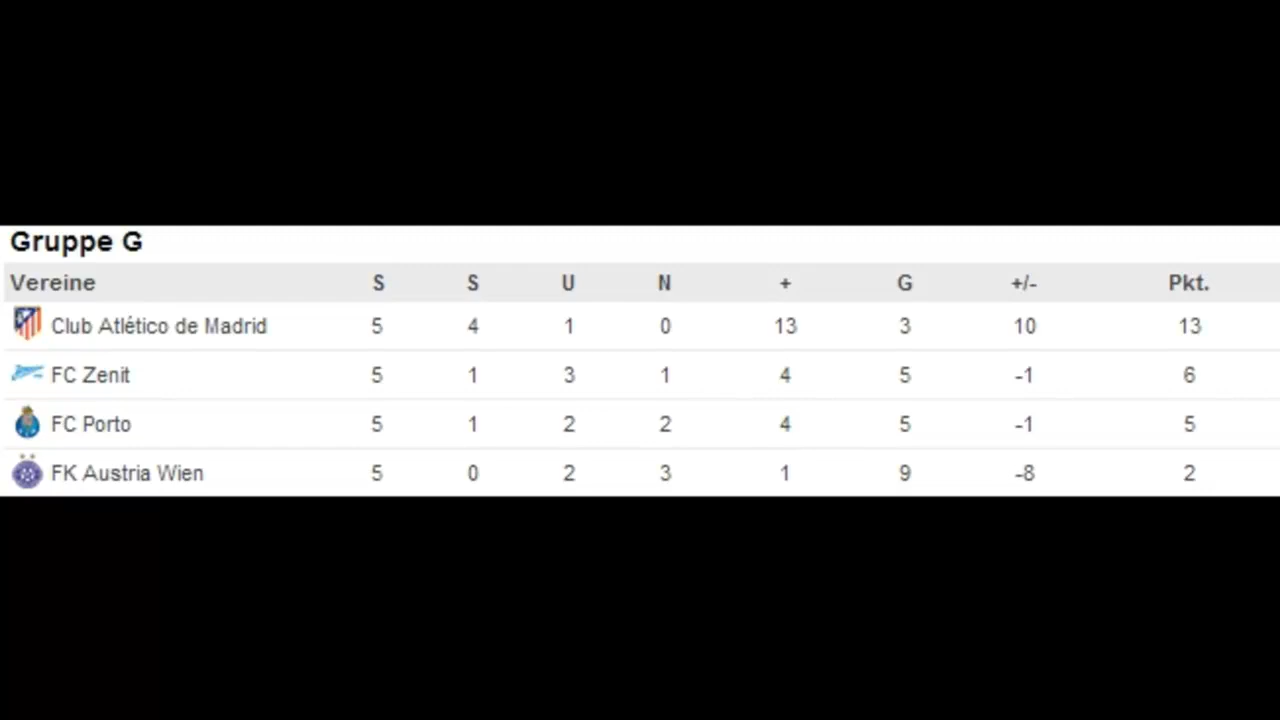 Gruppe G
Vereine S S U N + G +/- Pkt.
Club Atlético de Madrid 5 4 1 0 13 3 10 13
FC Zenit 5 1 3 1 4 5 -1 6
FC Porto 5 1 2 2 4 5 -1 5
FK Austria Wien 5 0 2 3 1 9 -8 2